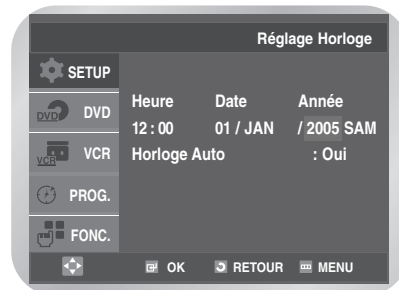 Réglage Horloge
SETUP
DVD DVD
VCR VCR
PROG.
FONC.
Heure Date Année
12 : 00 01 / JAN / 2005 SAM
Horloge Auto : Oui
OK RETOUR MENU